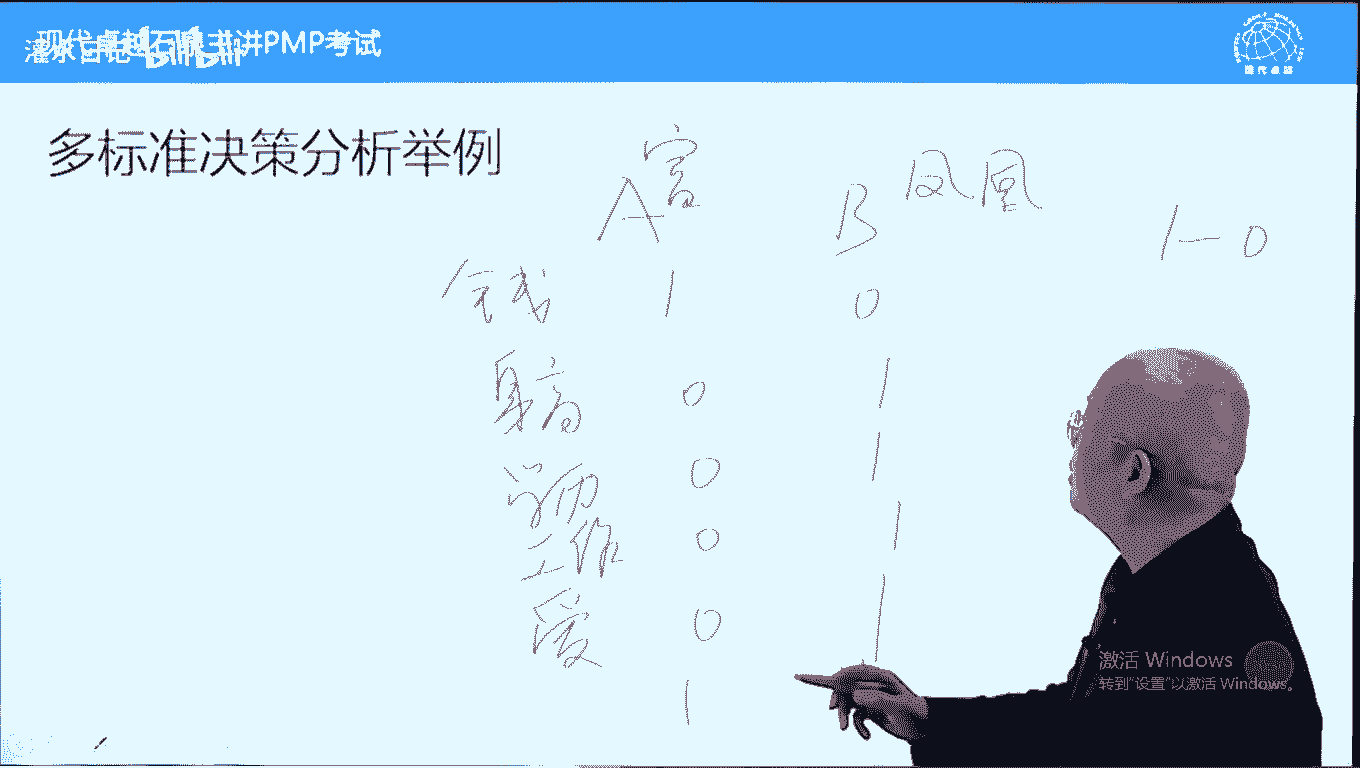 现代卓越石泉主讲PMP考试
灌水日记 bilibili
现代卓越
多标准决策分析举例
A 富 B 凤凰
1-0
金钱 1 0
身高 0 1
学历 0 1
工作 0 1
爱 0 1
1
激活 Windows
转到"设置"以激活 Windows。